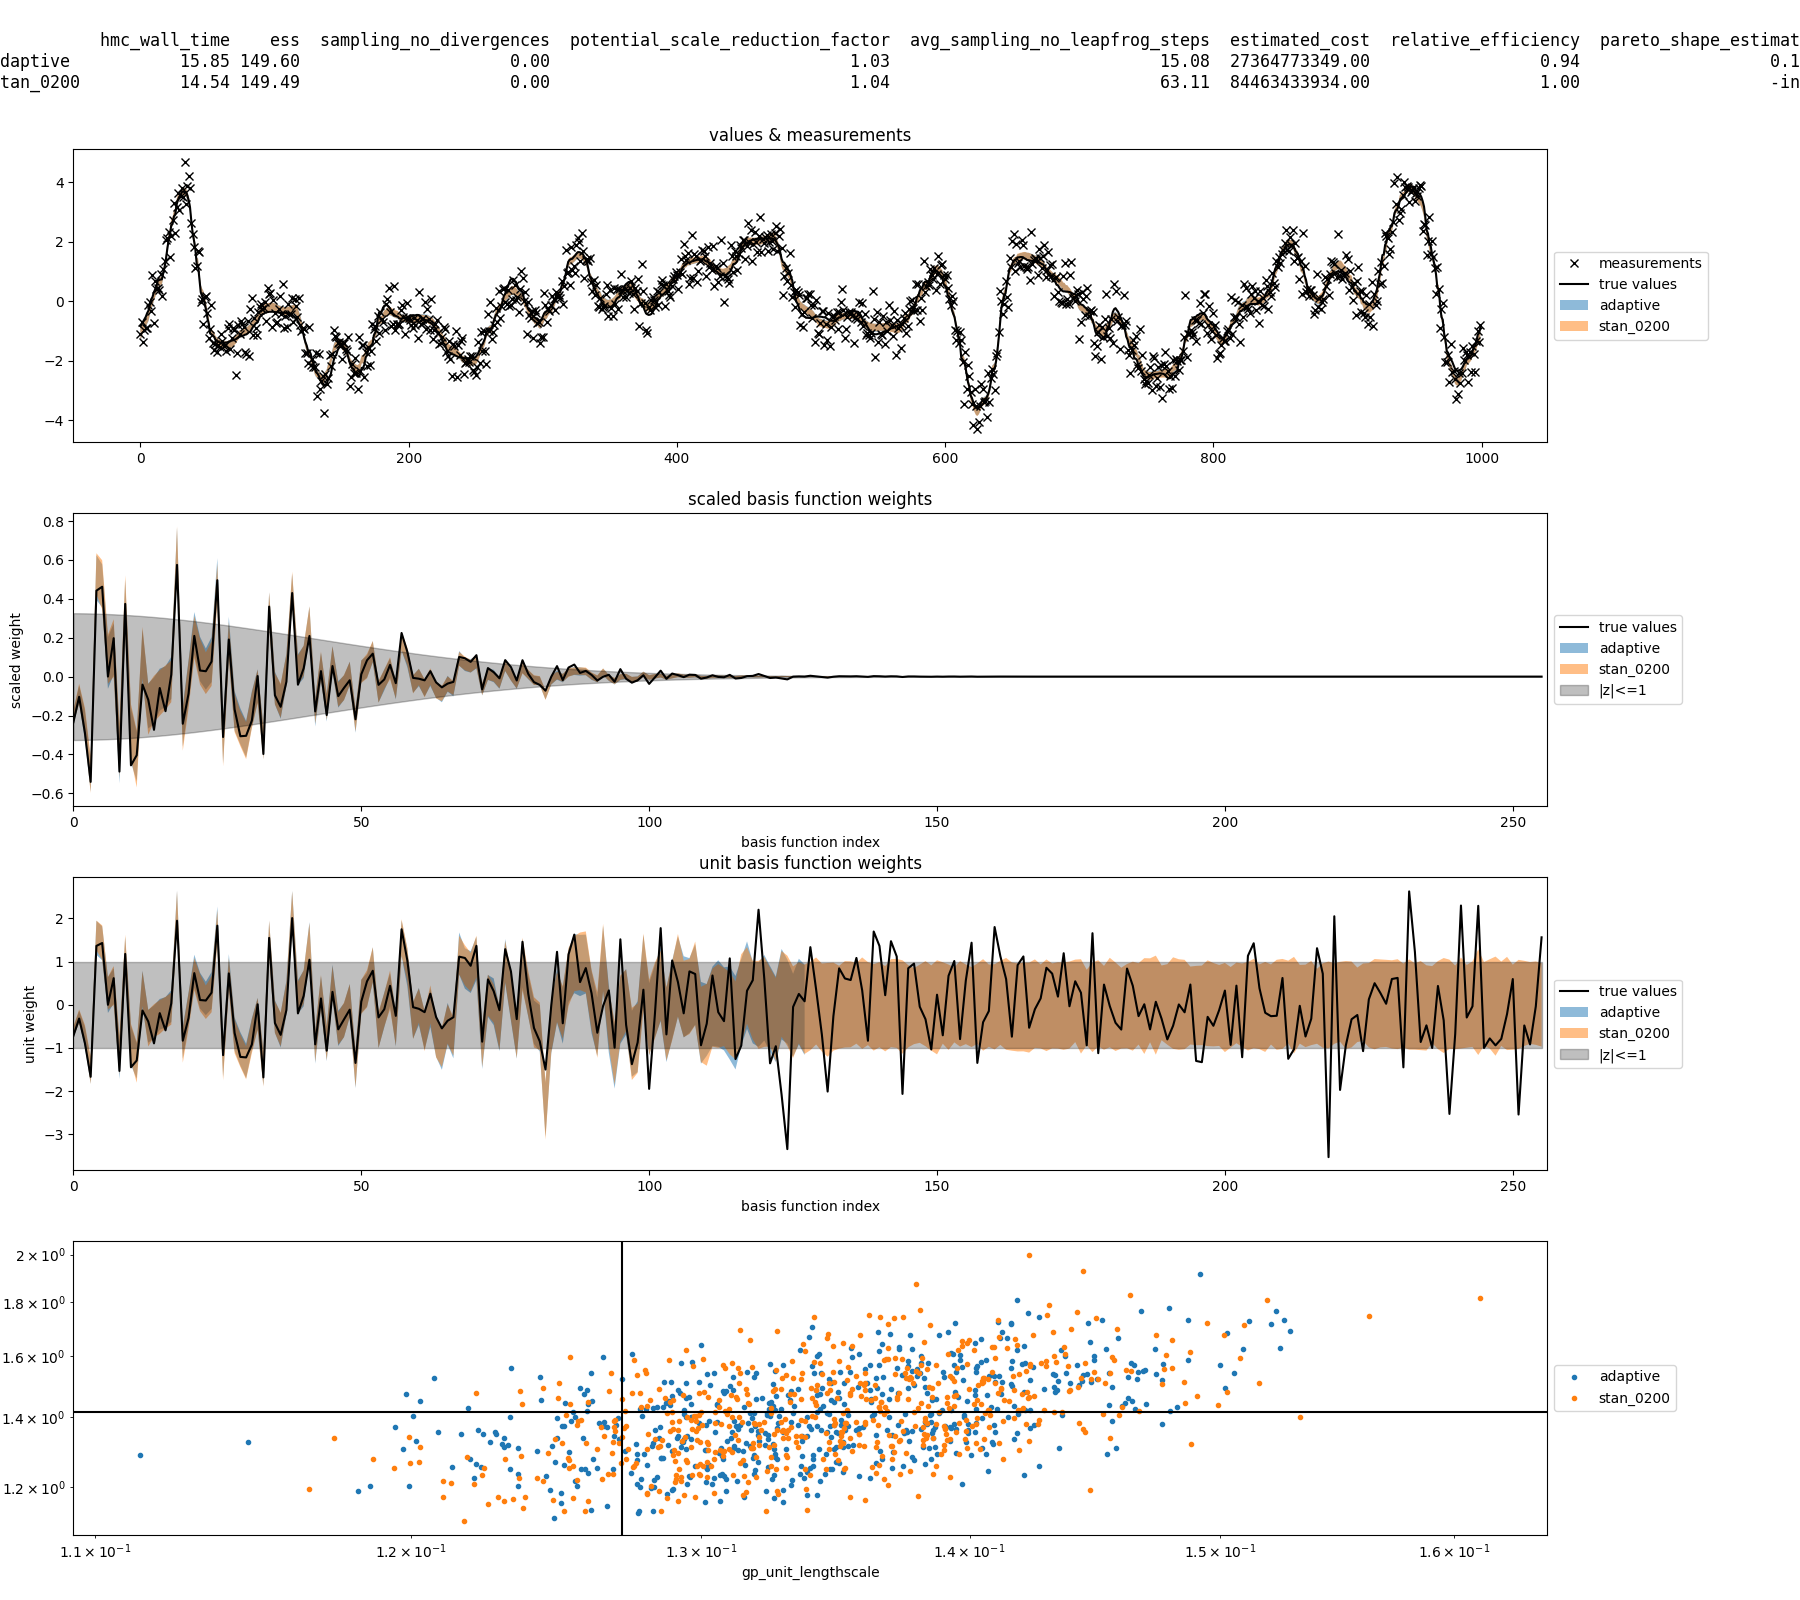 hmc_wall_time ess sampling_no_divergences potential_scale_reduction_factor avg_sampling_no_leapfrog_steps estimated_cost relative_efficiency pareto_shape_estimat
daptive 15.85 149.60 0.00 1.03 15.08 27364773349.00 0.94 0.1
tan_0200 14.54 149.49 0.00 1.04 63.11 84463433934.00 1.00 -in
values & measurements
4
2
0
−2
−4
0 200 400 600 800 1000
measurements
true values
adaptive
stan_0200
scaled basis function weights
scaled weight
0.8
0.6
0.4
0.2
0.0
−0.2
−0.4
−0.6
0 50 100 150 200 250
basis function index
true values
adaptive
stan_0200
|z|<=1
unit basis function weights
unit weight
2
1
0
−1
−2
−3
0 50 100 150 200 250
basis function index
true values
adaptive
stan_0200
|z|<=1
2 × 10⁰
1.8 × 10⁰
1.6 × 10⁰
1.4 × 10⁰
1.2 × 10⁰
1.1 × 10⁻¹ 1.2 × 10⁻¹ 1.3 × 10⁻¹ 1.4 × 10⁻¹ 1.5 × 10⁻¹ 1.6 × 10⁻¹
gp_unit_lengthscale
adaptive
stan_0200